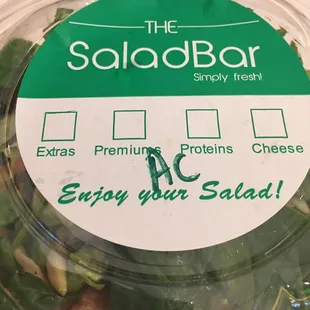 THE
SaladBar
Simply fresh!
Extras Premiums Proteins Cheese
AC
Enjoy your Salad!